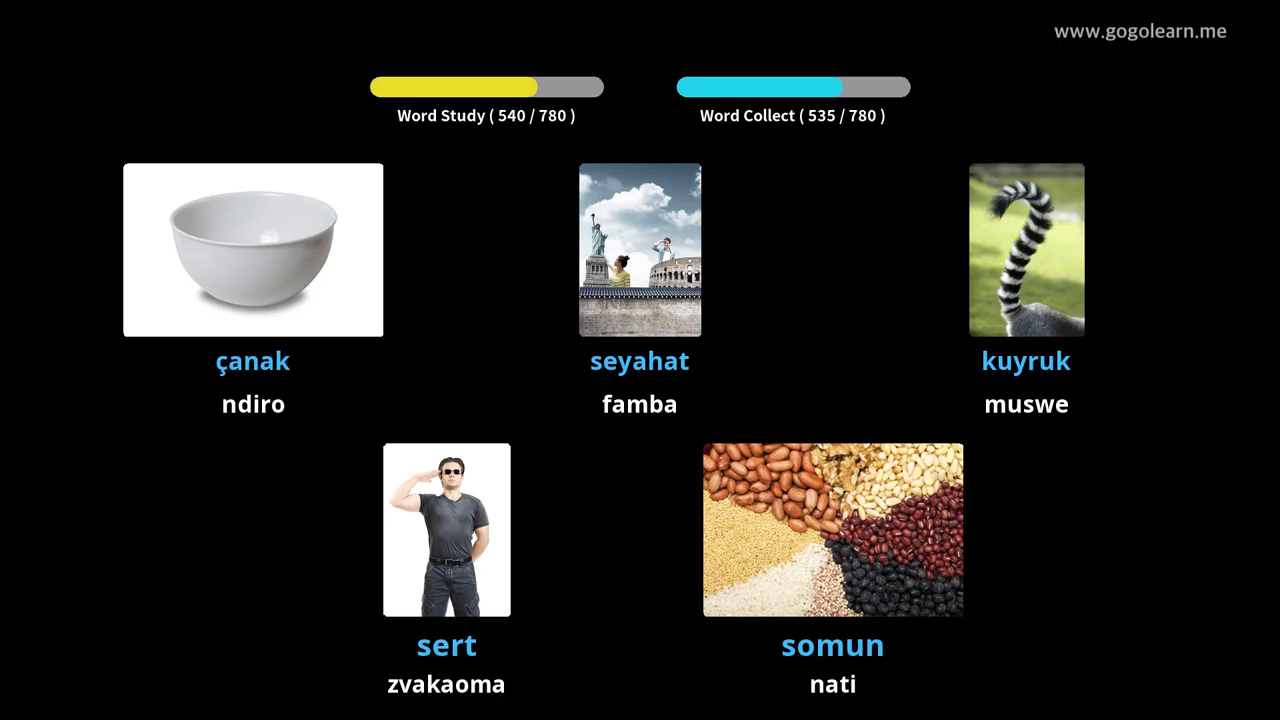 www.gogolearn.me
Word Study ( 540 / 780 )
Word Collect ( 535 / 780 )
çanak
seyahat
kuyruk
ndiro
famba
muswe
sert
somun
zvakaoma
nati